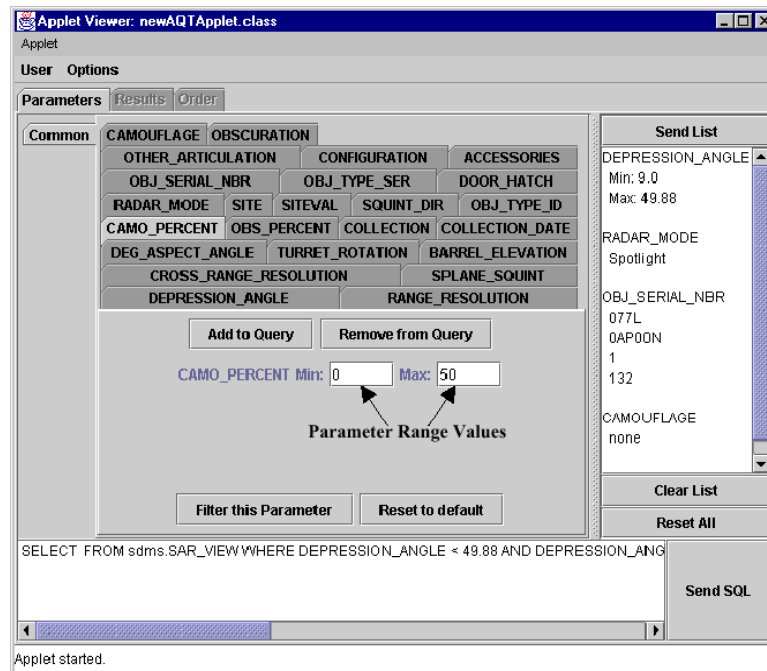 Applet Viewer: newAQTApplet.class
Applet
User Options
Parameters Results Order
Common
CAMOUFLAGE OBSCURATION
OTHER_ARTICULATION CONFIGURATION ACCESSORIES
OBJ_SERIAL_NBR OBJ_TYPE_SER DOOR_HATCH
RADAR_MODE SITE SITEVAL SQUINT_DIR OBJ_TYPE_ID
CAMO_PERCENT OBS_PERCENT COLLECTION COLLECTION_DATE
DEG_ASPECT_ANGLE TURRET_ROTATION BARREL_ELEVATION
CROSS_RANGE_RESOLUTION SPLANE_SQUINT
DEPRESSION_ANGLE RANGE_RESOLUTION
Add to Query Remove from Query
CAMO_PERCENT Min: 0 Max: 50
Parameter Range Values
Filter this Parameter Reset to default
Send List
DEPRESSION_ANGLE
Min: 9.0
Max: 49.88
RADAR_MODE
Spotlight
OBJ_SERIAL_NBR
077L
0AP00N
1
132
CAMOUFLAGE
none
Clear List
Reset All
SELECT FROM sdms.SAR_VIEW WHERE DEPRESSION_ANGLE < 49.88 AND DEPRESSION_ANG
Send SQL
Applet started.